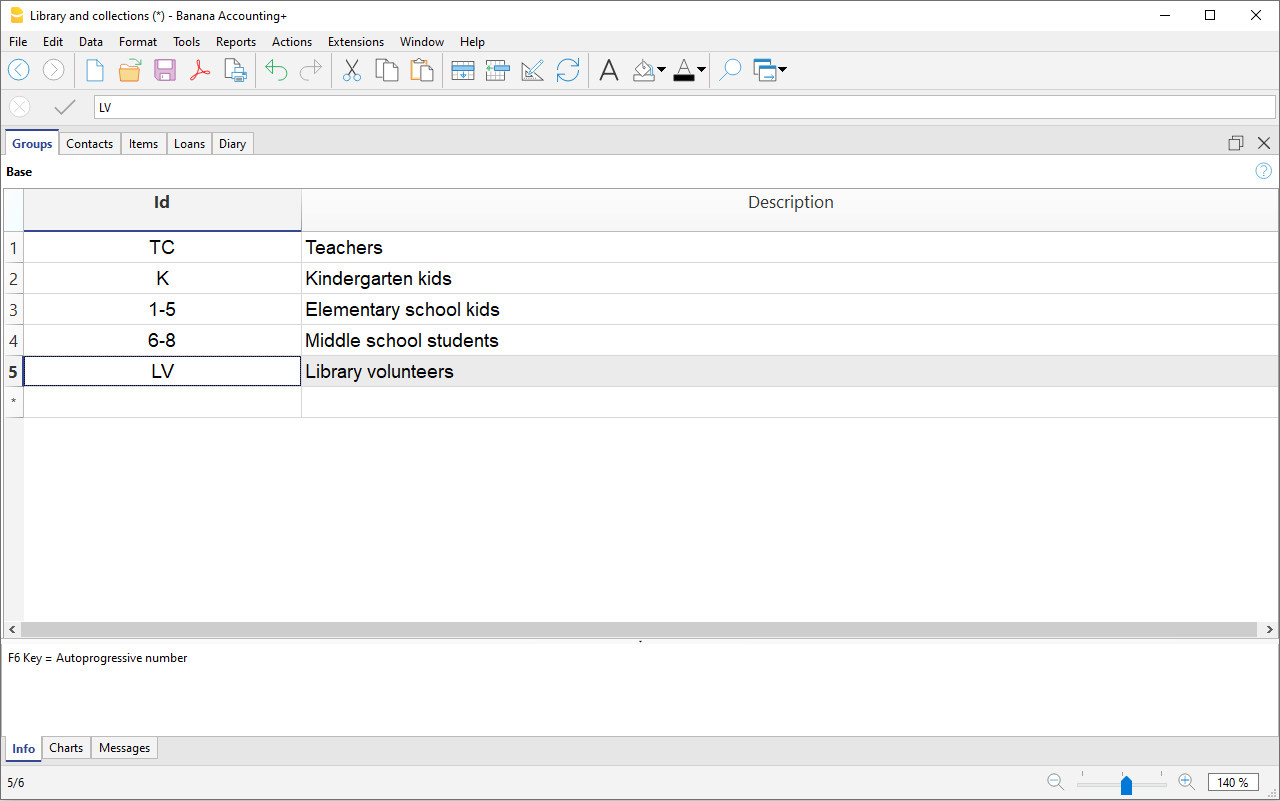 Library and collections (*) - Banana Accounting+
File Edit Data Format Tools Reports Actions Extensions Window Help
LV
Groups Contacts Items Loans Diary
Base
Id Description
1 TC Teachers
2 K Kindergarten kids
3 1-5 Elementary school kids
4 6-8 Middle school students
5 LV Library volunteers
*
F6 Key = Autoprogressive number
Info Charts Messages
5/6 140 %